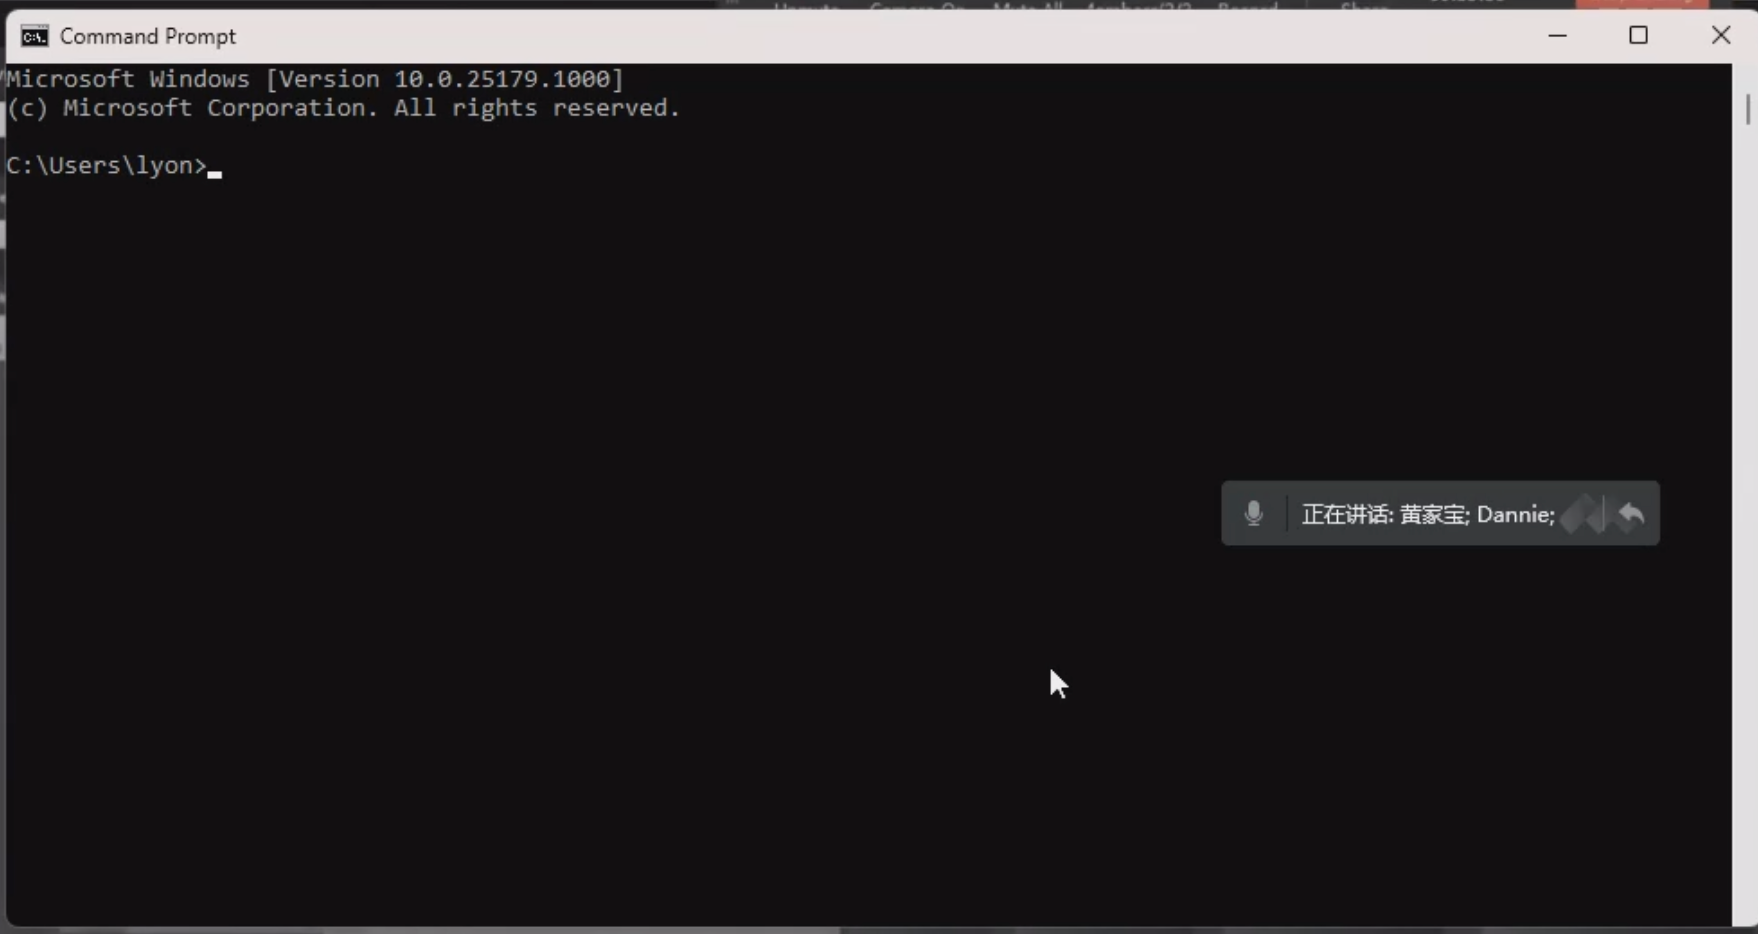 Command Prompt
Microsoft Windows [Version 10.0.25179.1000]
(c) Microsoft Corporation. All rights reserved.
C:\Users\lyon>
正在讲话: 黄家宝; Dannie;